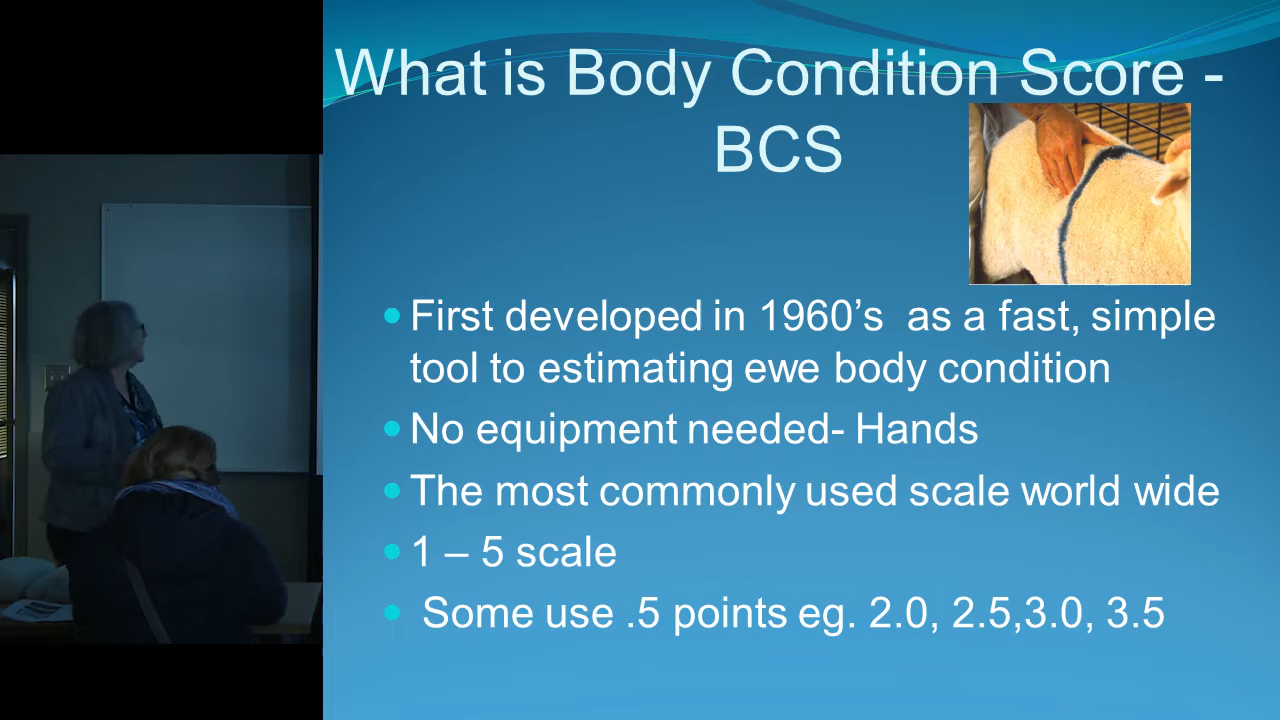 What is Body Condition Score -
BCS
First developed in 1960’s  as a fast, simple
tool to estimating ewe body condition
No equipment needed- Hands
The most commonly used scale world wide
1 – 5 scale
Some use .5 points eg. 2.0, 2.5,3.0, 3.5